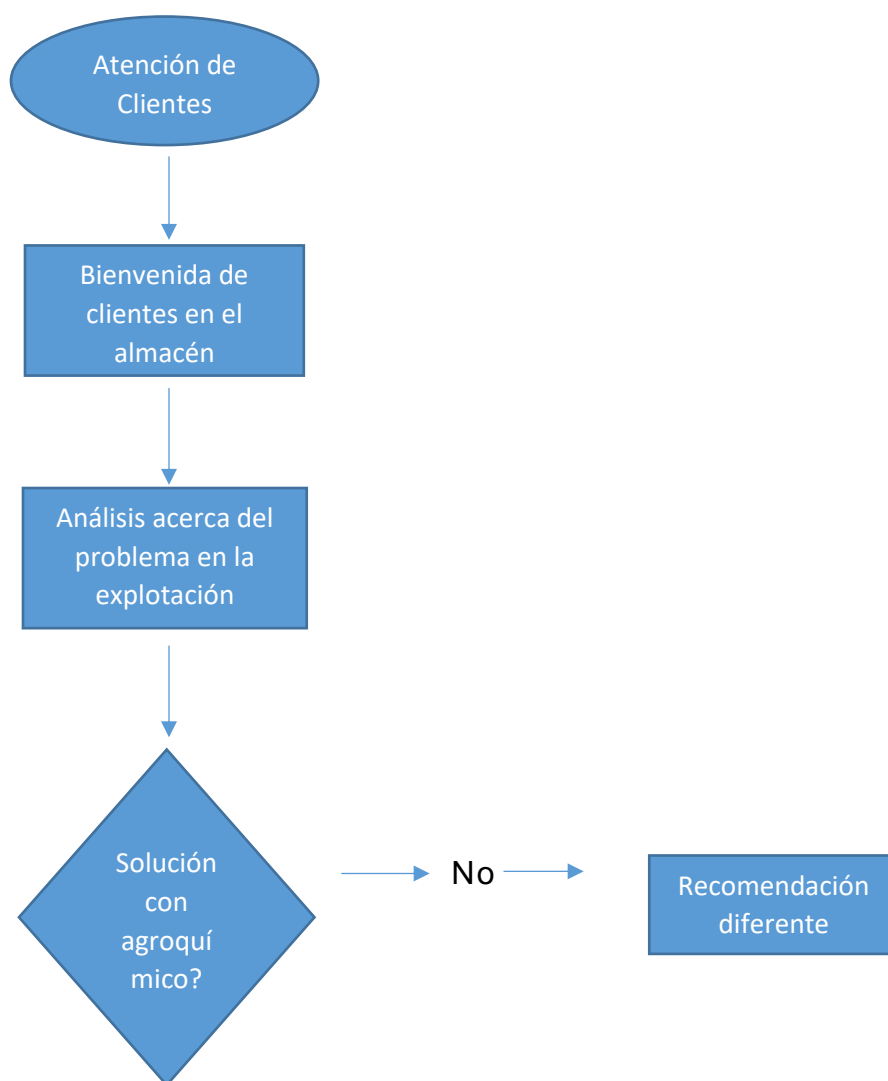 Atención de
Clientes
Bienvenida de
clientes en el
almacén
Análisis acerca del
problema en la
explotación
Solución
con
agroquí
mico?
No
Recomendación
diferente